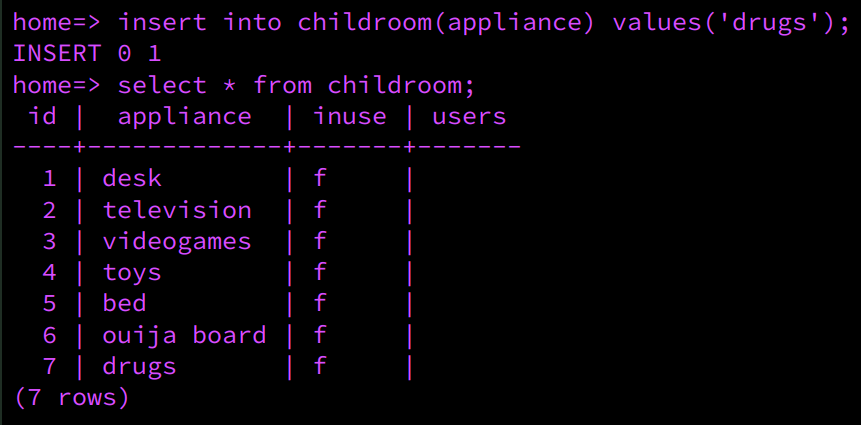 home=> insert into childroom(appliance) values('drugs');
INSERT 0 1
home=> select * from childroom;
 id |  appliance  | inuse | users
----+-------------+-------+-------
  1 | desk        | f     |
  2 | television  | f     |
  3 | videogames  | f     |
  4 | toys        | f     |
  5 | bed         | f     |
  6 | ouija board | f     |
  7 | drugs       | f     |
(7 rows)